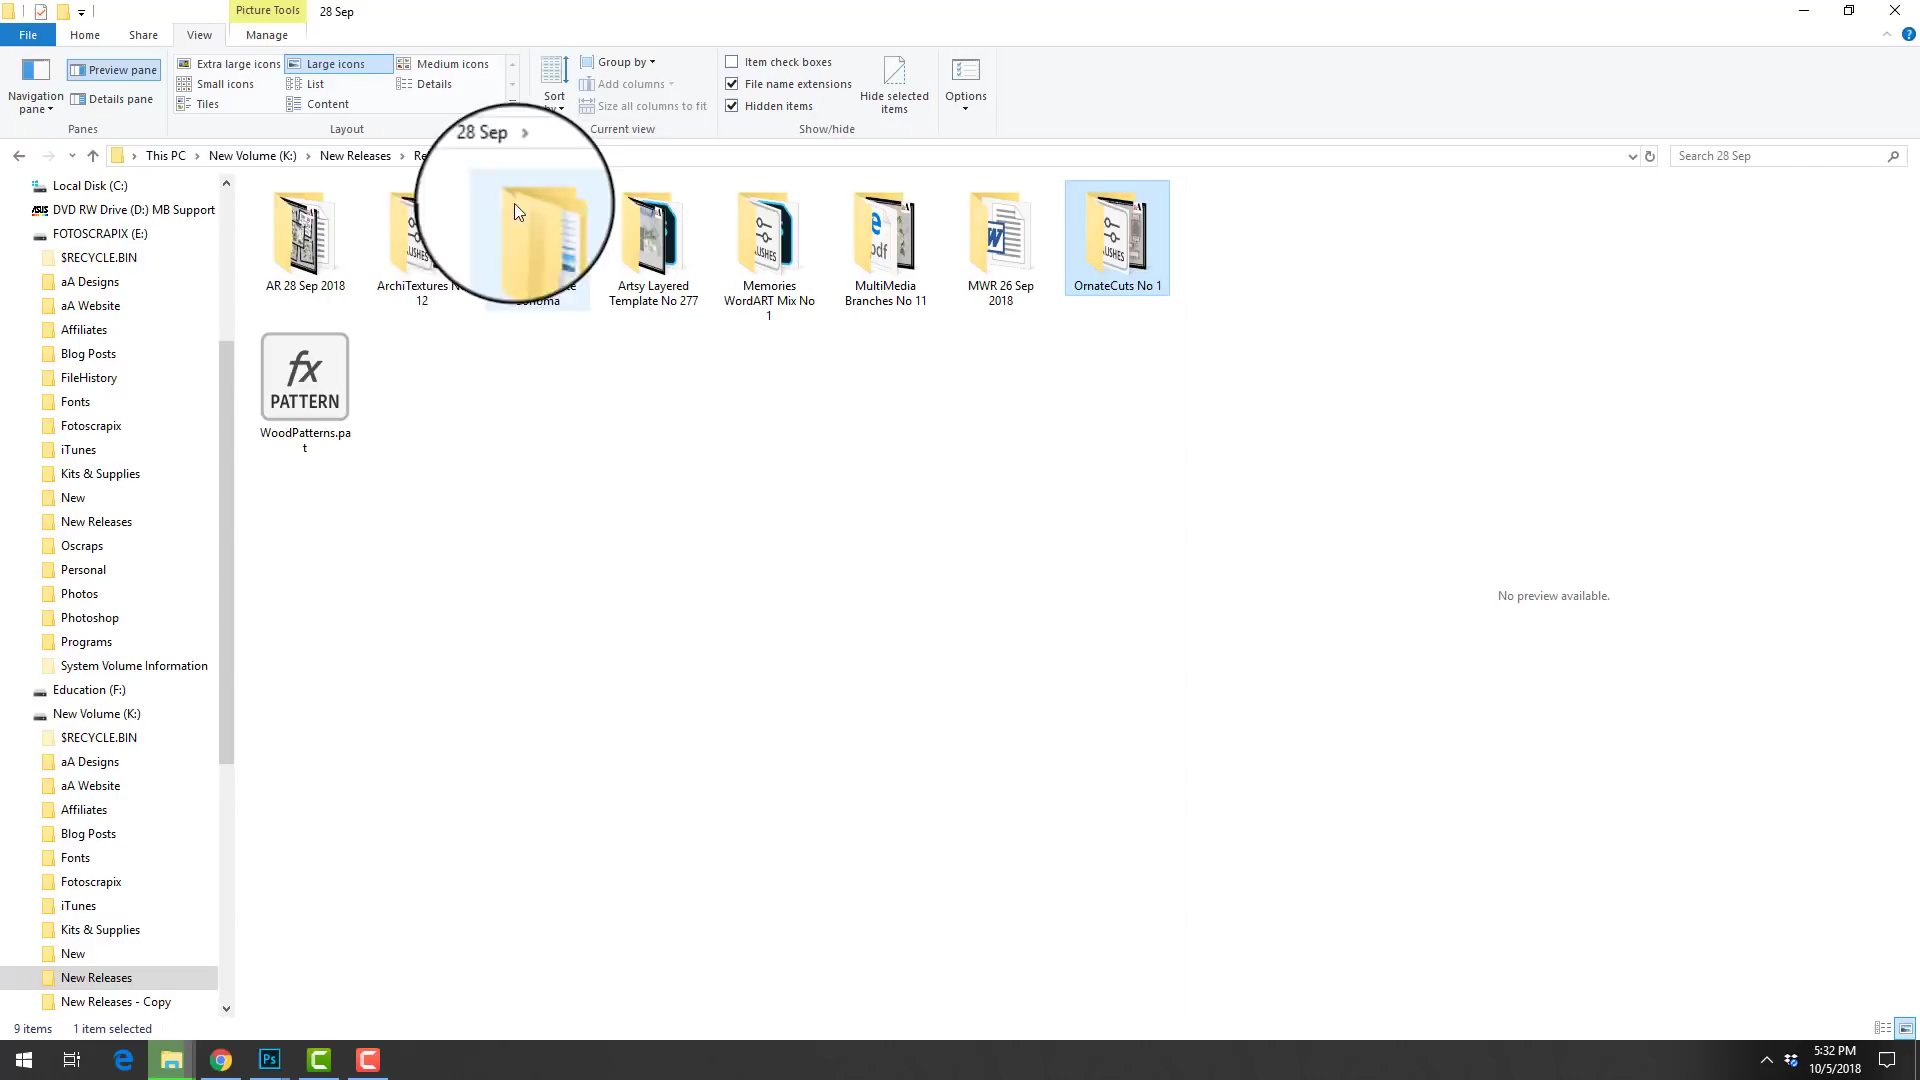 Picture Tools 28 Sep
File Home Share View Manage
Preview pane Extra large icons Large icons Medium icons Group by Item check boxes
Small icons List Details Add columns File name extensions
Navigation pane Details pane Tiles Content Sort by Size all columns to fit Hidden items Hide selected items Options
Panes Layout Current view Show/hide
28 Sep
This PC New Volume (K:) New Releases
Search 28 Sep
Local Disk (C:)
ASUS DVD RW Drive (D:) MB Support
FOTOSCRAPIX (E:)
$RECYCLE.BIN
aA Designs
aA Website
Affiliates
Blog Posts
FileHistory
Fonts
Fotoscrapix
iTunes
Kits & Supplies
New
New Releases
Oscraps
Personal
Photos
Photoshop
Programs
System Volume Information
Education (F:)
New Volume (K:)
$RECYCLE.BIN
aA Designs
aA Website
Affiliates
Blog Posts
Fonts
Fotoscrapix
iTunes
Kits & Supplies
New
New Releases
New Releases - Copy
AR 28 Sep 2018
ArchiTextures
12
Artsy Layered
Template No 277
Memories
WordART Mix No
1
MultiMedia
Branches No 11
MWR 26 Sep
2018
OrnateCuts No 1
fx
PATTERN
WoodPatterns.pa
t
No preview available.
9 items 1 item selected
Ps
5:32 PM
10/5/2018